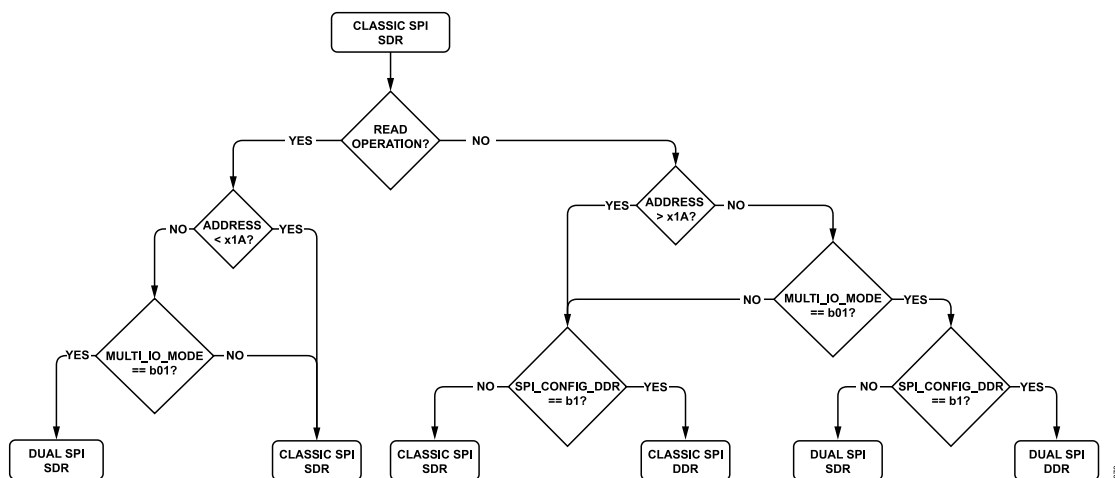 CLASSIC SPI
SDR
READ
OPERATION?
YES
NO
ADDRESS
< x1A?
NO
YES
ADDRESS
> x1A?
YES
NO
MULTI_IO_MODE
== b01?
YES
NO
MULTI_IO_MODE
== b01?
NO
YES
SPI_CONFIG_DDR
== b1?
NO
YES
SPI_CONFIG_DDR
== b1?
NO
YES
DUAL SPI
SDR
CLASSIC SPI
SDR
CLASSIC SPI
SDR
CLASSIC SPI
DDR
DUAL SPI
SDR
DUAL SPI
DDR